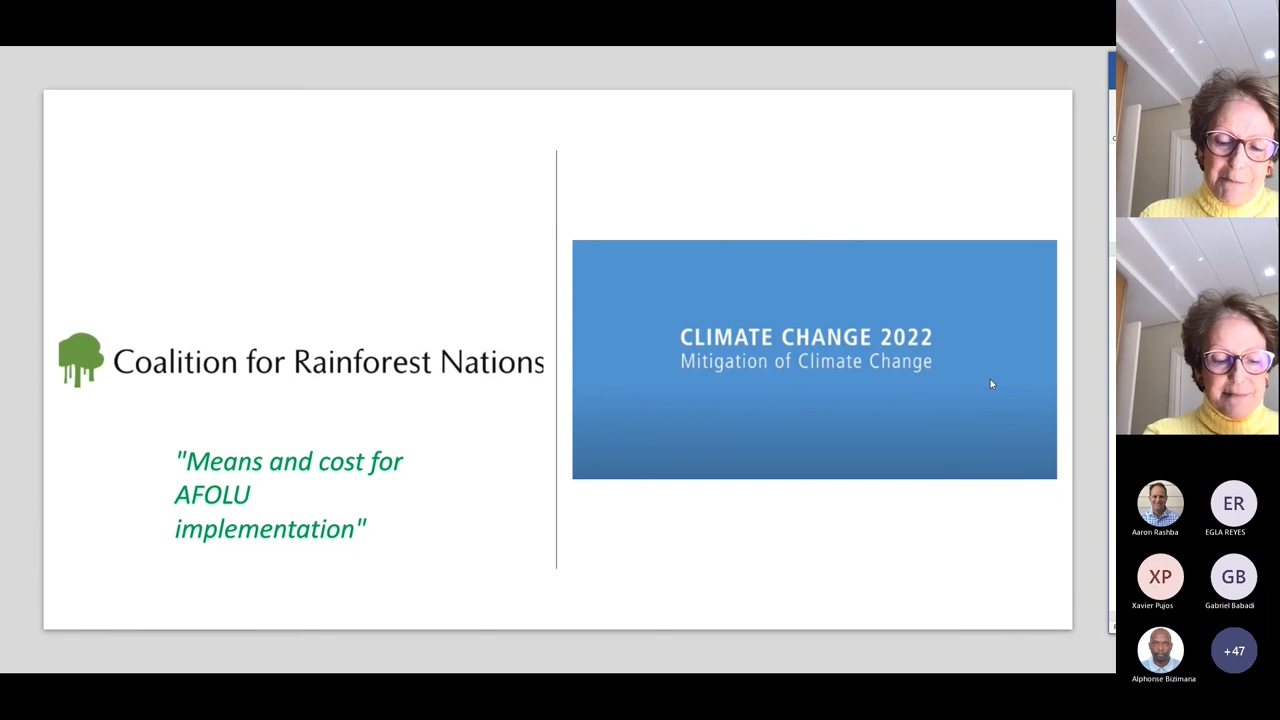 Coalition for Rainforest Nations
"Means and cost for
AFOLU
implementation"
CLIMATE CHANGE 2022
Mitigation of Climate Change
ER
Aaron Rashba
EGLA REYES
XP
GB
Xavier Pujos
Gabriel Babadi
+47
Alphonse Bizimana